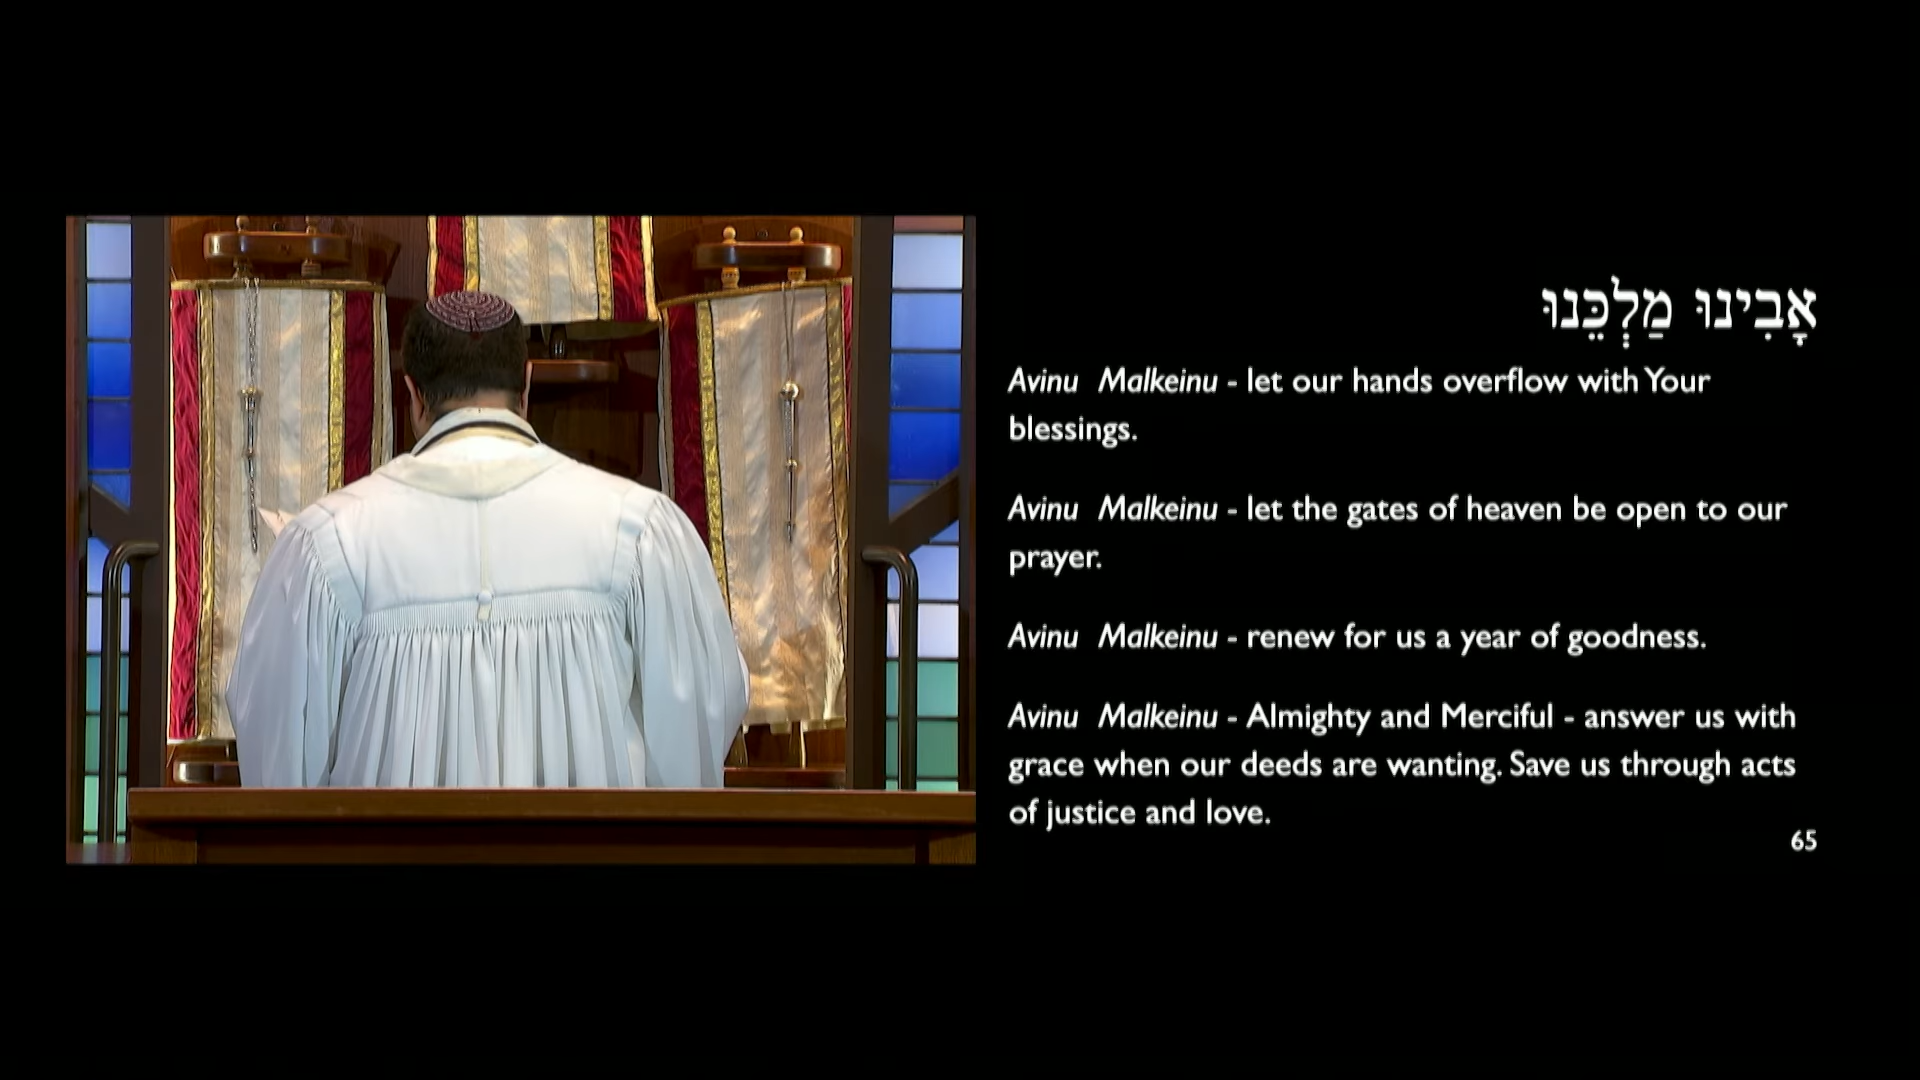 אָבִינוּ מַלְכֵּנוּ
Avinu Malkeinu - let our hands overflow with Your
blessings.
Avinu Malkeinu - let the gates of heaven be open to our
prayer.
Avinu Malkeinu - renew for us a year of goodness.
Avinu Malkeinu - Almighty and Merciful - answer us with
grace when our deeds are wanting. Save us through acts
of justice and love.
65